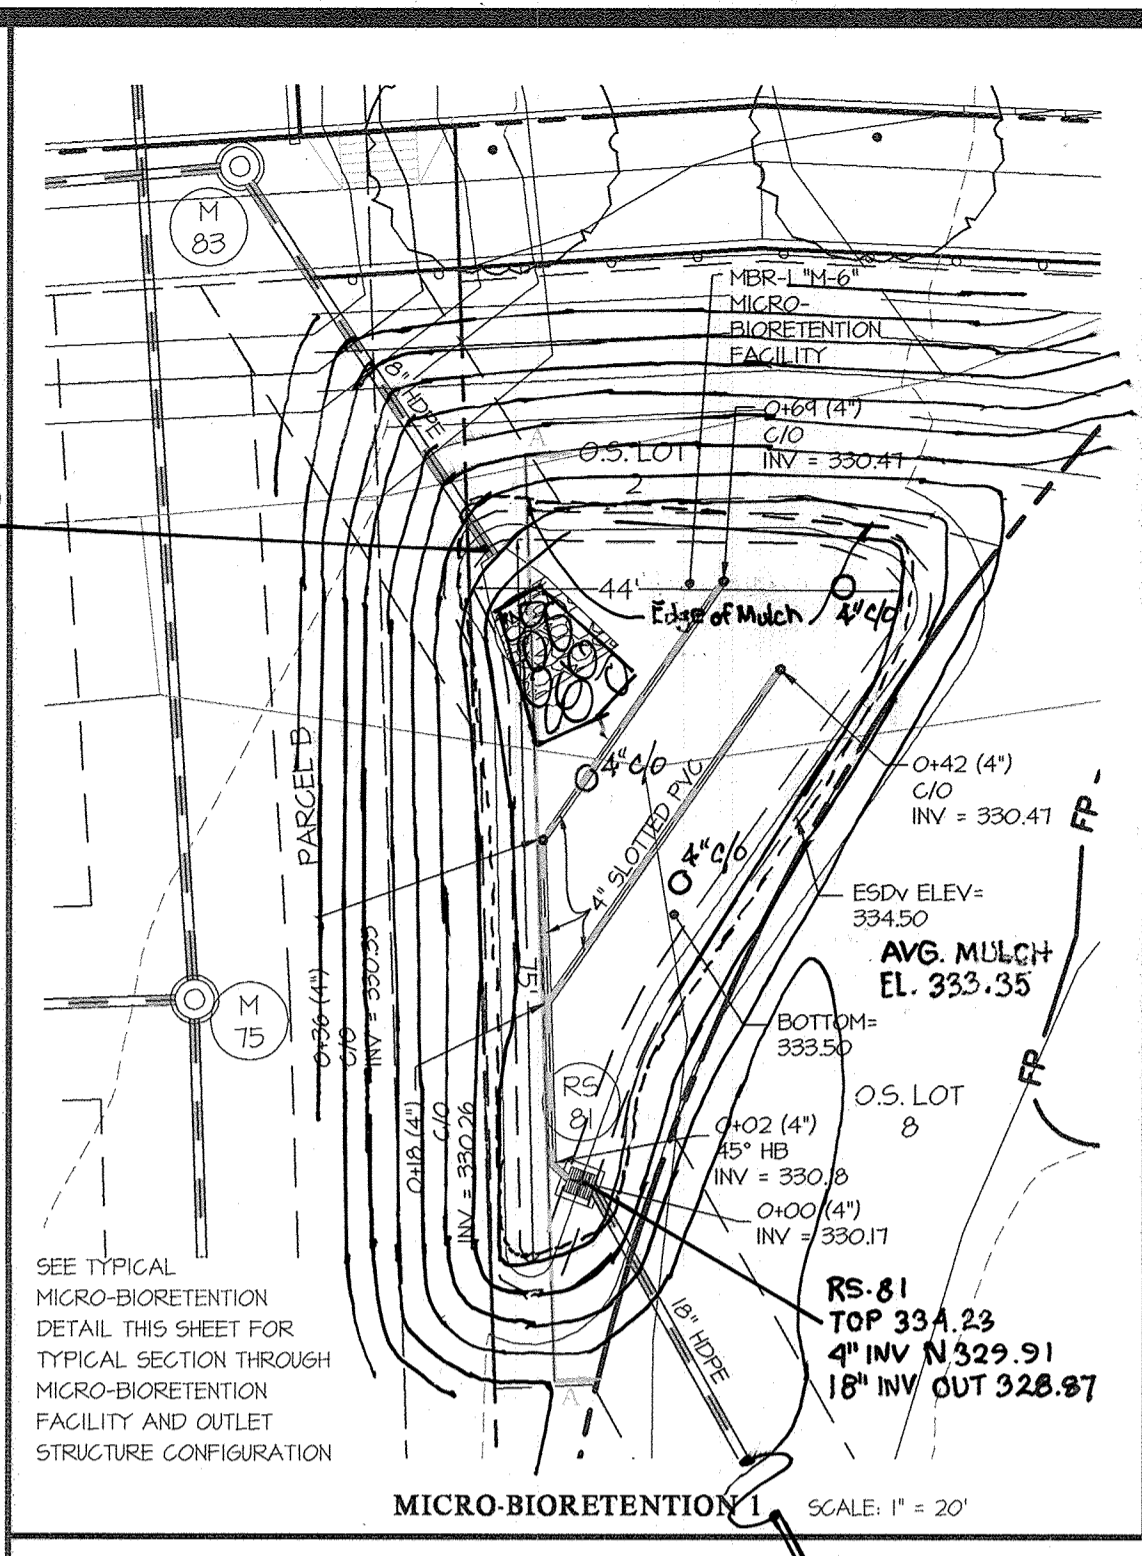 M
83
MBR-1 "M-6"
MICRO-
BIORETENTION
FACILITY
18" HDPE
0+69 (4")
C/O
INV = 330.47
A
O.S. LOT
2
44'
Edge of Mulch
4" C/O
PARCEL D
4" C/O
4" SLOTTED PVC
0+42 (4")
C/O
INV = 330.47
FP
4" C/O
ESDv ELEV=
334.50
AVG. MULCH
EL. 333.35
75'
M
75
0+36 (4")
C/O
BOTTOM=
333.50
FP
RS
81
O.S. LOT
8
0+18 (4")
C/O
INV = 330.26
0+02 (4")
45° HB
INV = 330.18
0+00 (4")
INV = 330.17
SEE TYPICAL
MICRO-BIORETENTION
DETAIL THIS SHEET FOR
TYPICAL SECTION THROUGH
MICRO-BIORETENTION
FACILITY AND OUTLET
STRUCTURE CONFIGURATION
18" HDPE
RS-81
TOP 334.23
4" INV IN 329.91
18" INV OUT 328.87
A
MICRO-BIORETENTION 1
SCALE: 1" = 20'